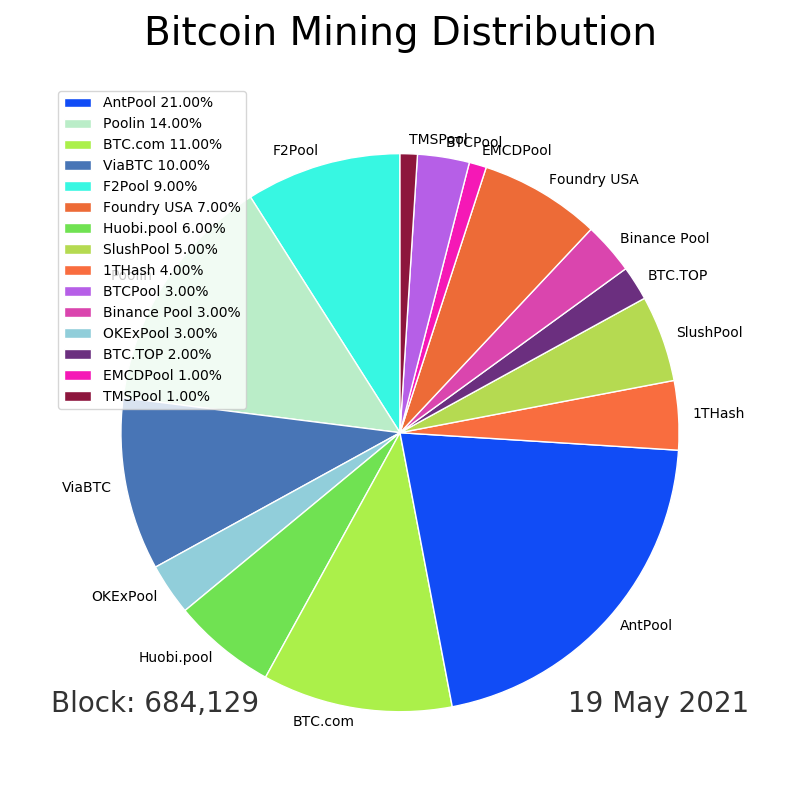 Bitcoin Mining Distribution
AntPool 21.00%
Poolin 14.00%
BTC.com 11.00%
ViaBTC 10.00%
F2Pool 9.00%
Foundry USA 7.00%
Huobi.pool 6.00%
SlushPool 5.00%
1THash 4.00%
BTCPool 3.00%
Binance Pool 3.00%
OKExPool 3.00%
BTC.TOP 2.00%
EMCDPool 1.00%
TMSPool 1.00%
F2Pool
TMSPool
BTCPool
EMCDPool
Foundry USA
Binance Pool
BTC.TOP
SlushPool
1THash
AntPool
BTC.com
Huobi.pool
OKExPool
ViaBTC
Poolin
Block: 684,129
19 May 2021